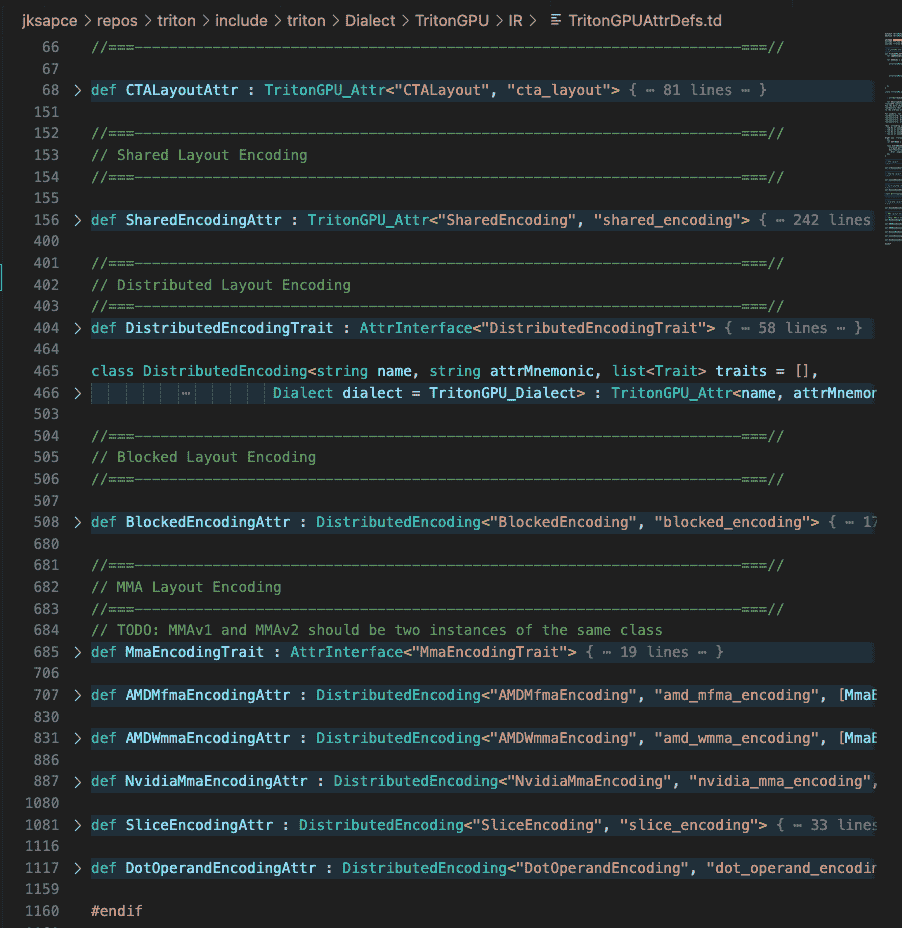 jksapce > repos > triton > include > triton > Dialect > TritonGPU > IR > TritonGPUAttrDefs.td
66 //===----------------------------------------------------------------------===//
67
68 > def CTALayoutAttr : TritonGPU_Attr<"CTALayout", "cta_layout"> { ⋯ 81 lines ⋯ }
151
152 //===----------------------------------------------------------------------===//
153 // Shared Layout Encoding
154 //===----------------------------------------------------------------------===//
155
156 > def SharedEncodingAttr : TritonGPU_Attr<"SharedEncoding", "shared_encoding"> { ⋯ 242 lines
400
401 //===----------------------------------------------------------------------===//
402 // Distributed Layout Encoding
403 //===----------------------------------------------------------------------===//
404 > def DistributedEncodingTrait : AttrInterface<"DistributedEncodingTrait"> { ⋯ 58 lines ⋯ }
464
465 class DistributedEncoding<string name, string attrMnemonic, list<Trait> traits = [],
466 > ⋯ Dialect dialect = TritonGPU_Dialect> : TritonGPU_Attr<name, attrMnemon
503
504 //===----------------------------------------------------------------------===//
505 // Blocked Layout Encoding
506 //===----------------------------------------------------------------------===//
507
508 > def BlockedEncodingAttr : DistributedEncoding<"BlockedEncoding", "blocked_encoding"> { ⋯ 17
680
681 //===----------------------------------------------------------------------===//
682 // MMA Layout Encoding
683 //===----------------------------------------------------------------------===//
684 // TODO: MMAv1 and MMAv2 should be two instances of the same class
685 > def MmaEncodingTrait : AttrInterface<"MmaEncodingTrait"> { ⋯ 19 lines ⋯ }
706
707 > def AMDMfmaEncodingAttr : DistributedEncoding<"AMDMfmaEncoding", "amd_mfma_encoding", [MmaE
830
831 > def AMDWmmaEncodingAttr : DistributedEncoding<"AMDWmmaEncoding", "amd_wmma_encoding", [MmaE
886
887 > def NvidiaMmaEncodingAttr : DistributedEncoding<"NvidiaMmaEncoding", "nvidia_mma_encoding",
1080
1081 > def SliceEncodingAttr : DistributedEncoding<"SliceEncoding", "slice_encoding"> { ⋯ 33 lines
1116
1117 > def DotOperandEncodingAttr : DistributedEncoding<"DotOperandEncoding", "dot_operand_encodin
1159
1160 #endif